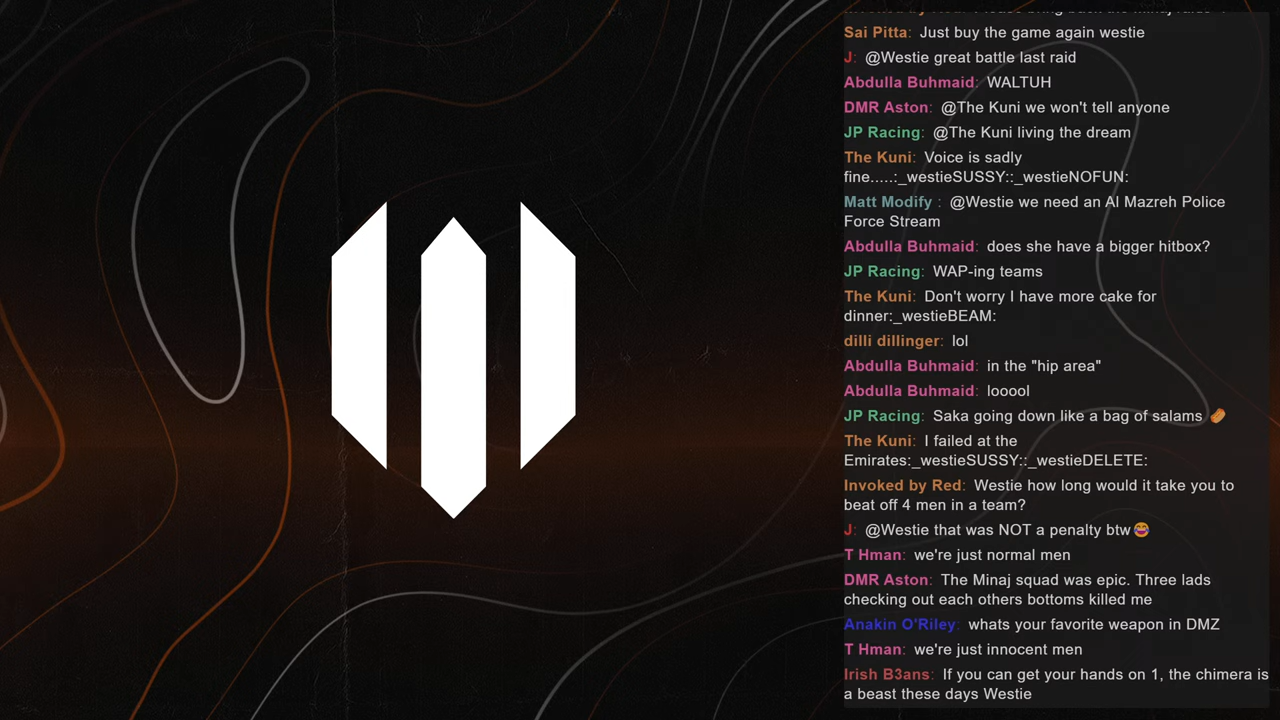 Sai Pitta: Just buy the game again westie
J: @Westie great battle last raid
Abdulla Buhmaid: WALTUH
DMR Aston: @The Kuni we won't tell anyone
JP Racing: @The Kuni living the dream
The Kuni: Voice is sadly
fine.....:_westieSUSSY::_westieNOFUN:
Matt Modify : @Westie we need an Al Mazreh Police
Force Stream
Abdulla Buhmaid: does she have a bigger hitbox?
JP Racing: WAP-ing teams
The Kuni: Don't worry I have more cake for
dinner:_westieBEAM:
dilli dillinger: lol
Abdulla Buhmaid: in the "hip area"
Abdulla Buhmaid: looool
JP Racing: Saka going down like a bag of salams 🥔
The Kuni: I failed at the
Emirates:_westieSUSSY::_westieDELETE:
Invoked by Red: Westie how long would it take you to
beat off 4 men in a team?
J: @Westie that was NOT a penalty btw😂
T Hman: we're just normal men
DMR Aston: The Minaj squad was epic. Three lads
checking out each others bottoms killed me
Anakin O'Riley: whats your favorite weapon in DMZ
T Hman: we're just innocent men
Irish B3ans: If you can get your hands on 1, the chimera is
a beast these days Westie